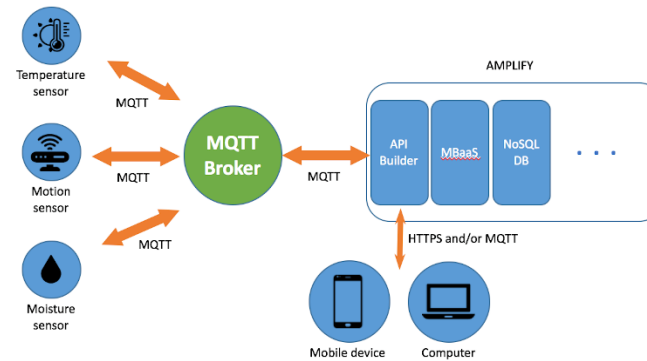 AMPLIFY
Temperature
sensor
MQTT
MQTT
Broker
MQTT
API
Builder
MBaaS
NoSQL
DB
. . .
Motion
sensor
MQTT
MQTT
HTTPS and/or MQTT
Moisture
sensor
Mobile device
Computer